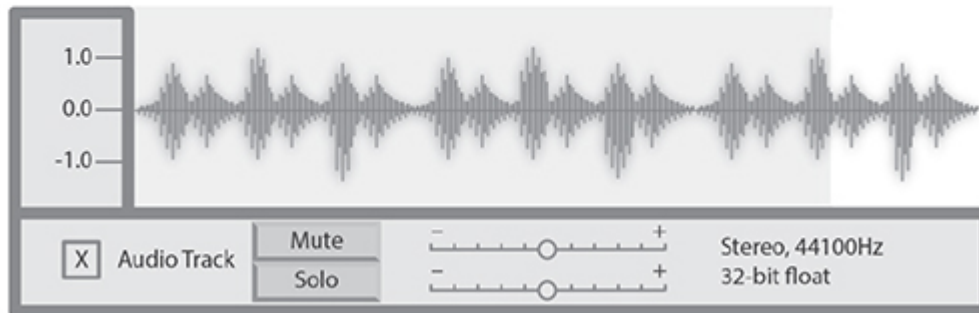 1.0
0.0
-1.0
X
Audio Track
Mute
Solo
- +
- +
Stereo, 44100Hz
32-bit float